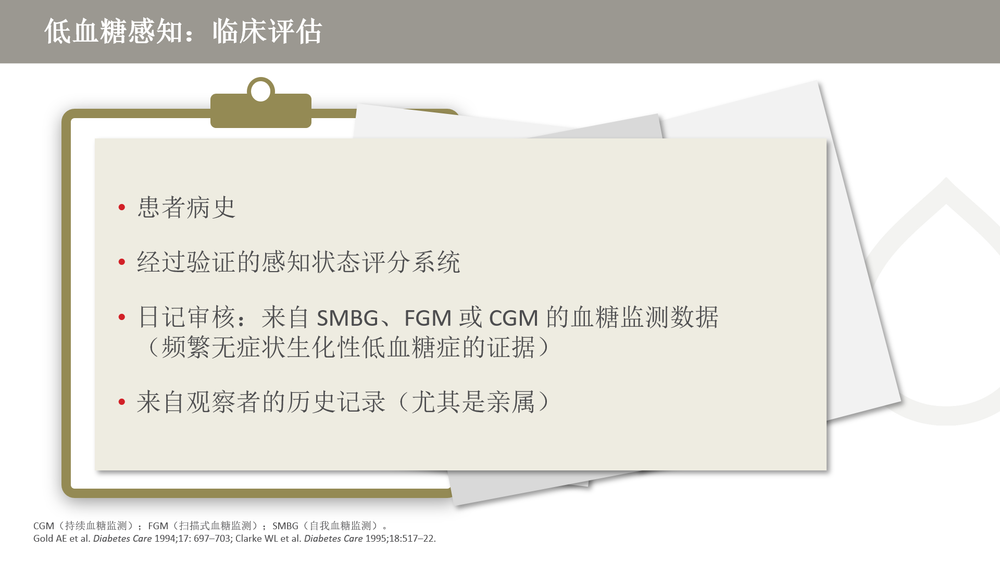 低血糖感知：临床评估
• 患者病史
• 经过验证的感知状态评分系统
• 日记审核：来自 SMBG、FGM 或 CGM 的血糖监测数据
（频繁无症状生化性低血糖症的证据）
• 来自观察者的历史记录（尤其是亲属）
CGM（持续血糖监测）；FGM（扫描式血糖监测）；SMBG（自我血糖监测）。
Gold AE et al. Diabetes Care 1994;17: 697–703; Clarke WL et al. Diabetes Care 1995;18:517–22.